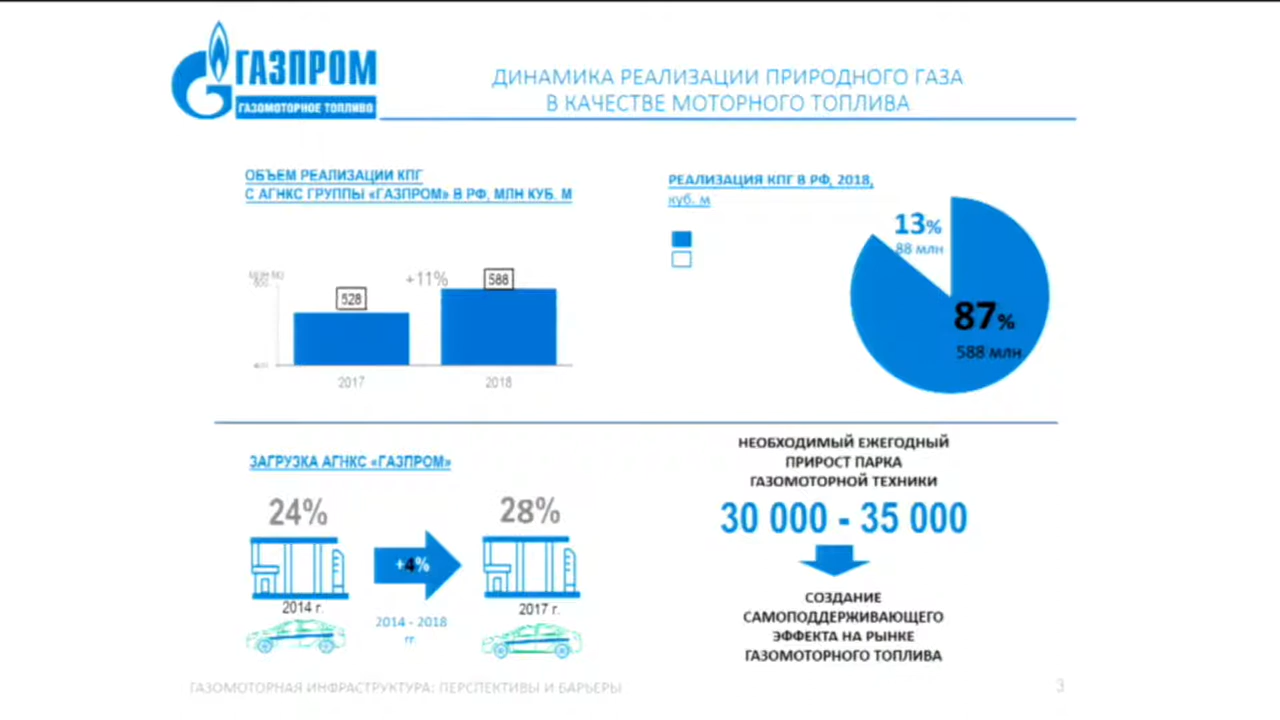 ГАЗПРОМ
ГАЗОМОТОРНОЕ ТОПЛИВО
ДИНАМИКА РЕАЛИЗАЦИИ ПРИРОДНОГО ГАЗА
В КАЧЕСТВЕ МОТОРНОГО ТОПЛИВА
ОБЪЕМ РЕАЛИЗАЦИИ КПГ
С АГНКС ГРУППЫ «ГАЗПРОМ» В РФ, МЛН КУБ. М
528
+11%
588
2017
2018
РЕАЛИЗАЦИЯ КПГ В РФ, 2018,
куб. м
13%
88 млн
87%
588 млн
ЗАГРУЗКА АГНКС «ГАЗПРОМ»
24%
28%
+4%
2014 г.
2017 г.
2014 - 2018
гг.
НЕОБХОДИМЫЙ ЕЖЕГОДНЫЙ
ПРИРОСТ ПАРКА
ГАЗОМОТОРНОЙ ТЕХНИКИ
30 000 - 35 000
СОЗДАНИЕ
САМОПОДДЕРЖИВАЮЩЕГО
ЭФФЕКТА НА РЫНКЕ
ГАЗОМОТОРНОГО ТОПЛИВА
ГАЗОМОТОРНАЯ ИНФРАСТРУКТУРА: ПЕРСПЕКТИВЫ И БАРЬЕРЫ
3